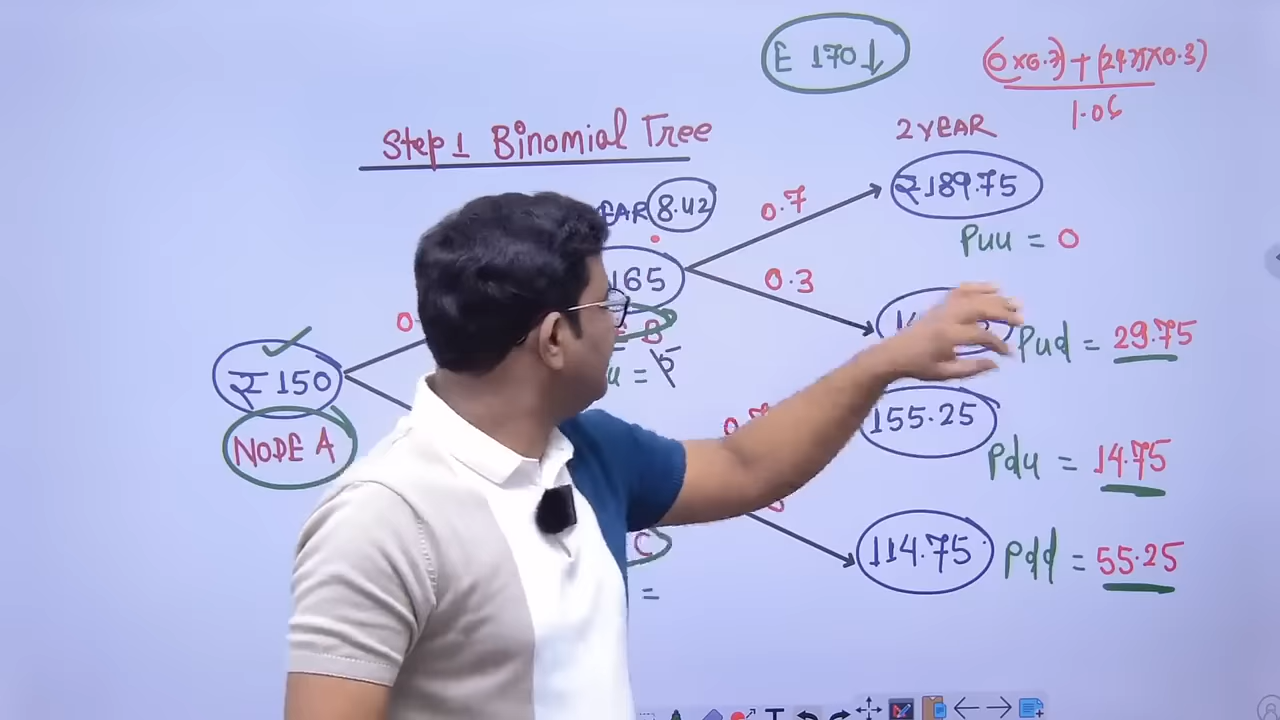 E 170↓
(0×0.7)+(29.75×0.3)
1.06
Step 1 Binomial Tree
2 YEAR
EAR 8.42
₹189.75
0.7
Puu = 0
165
0.3
B
u = 5
Pud = 29.75
₹150
NODE A
155.25
Pdu = 14.75
C
114.75
Pdd = 55.25
=